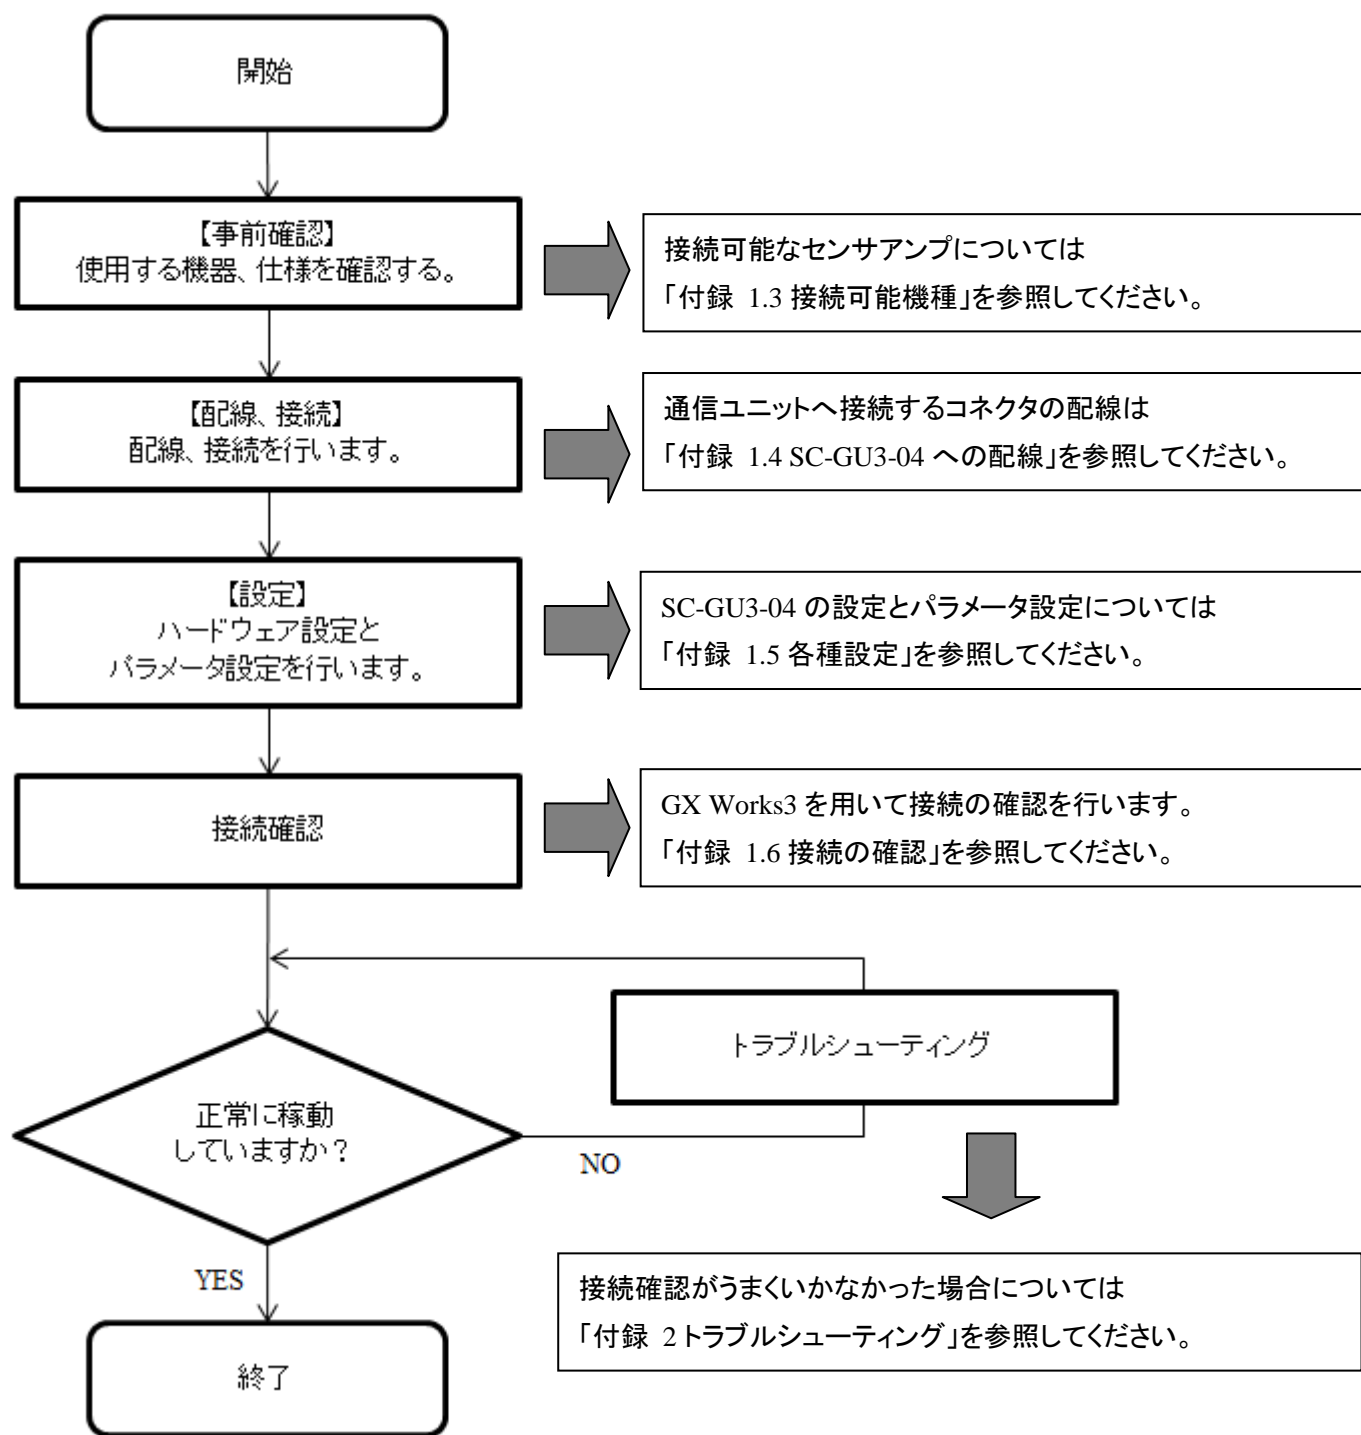 開始
【事前確認】
使用する機器、仕様を確認する。
接続可能なセンサアンプについては
「付録 1.3 接続可能機種」を参照してください。
【配線、接続】
配線、接続を行います。
通信ユニットへ接続するコネクタの配線は
「付録 1.4 SC-GU3-04 への配線」を参照してください。
【設定】
ハードウェア設定と
パラメータ設定を行います。
SC-GU3-04 の設定とパラメータ設定については
「付録 1.5 各種設定」を参照してください。
接続確認
GX Works3 を用いて接続の確認を行います。
「付録 1.6 接続の確認」を参照してください。
トラブルシューティング
正常に稼動
していますか？
NO
YES
接続確認がうまくいかなかった場合については
「付録 2 トラブルシューティング」を参照してください。
終了